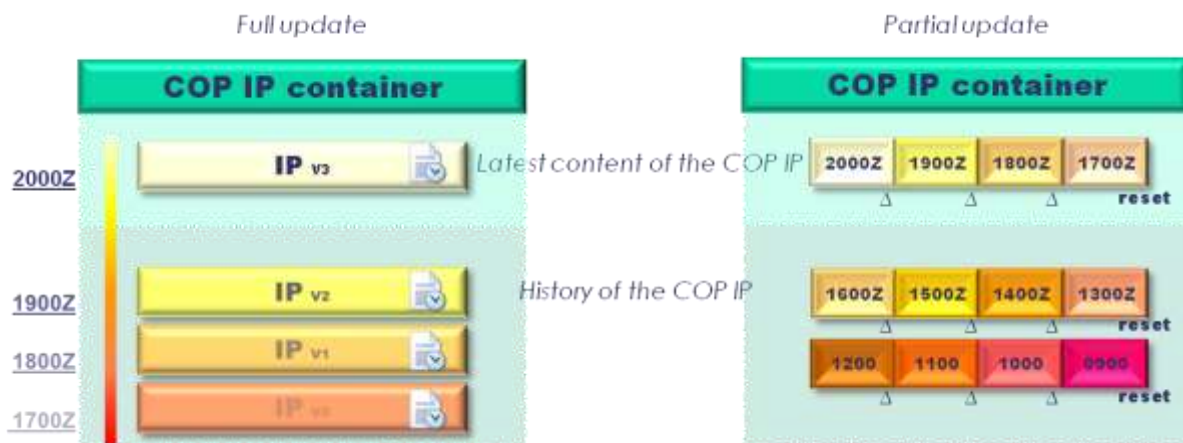 Full update
Partial update
COP IP container
COP IP container
2000Z
IP V3
Latest content of the COP IP
2000Z 1900Z 1800Z 1700Z
Δ Δ Δ reset
1900Z
IP V2
History of the COP IP
1600Z 1500Z 1400Z 1300Z
Δ Δ Δ reset
1800Z
IP V1
1200 1100 1000 0900
Δ Δ Δ reset
1700Z
IP